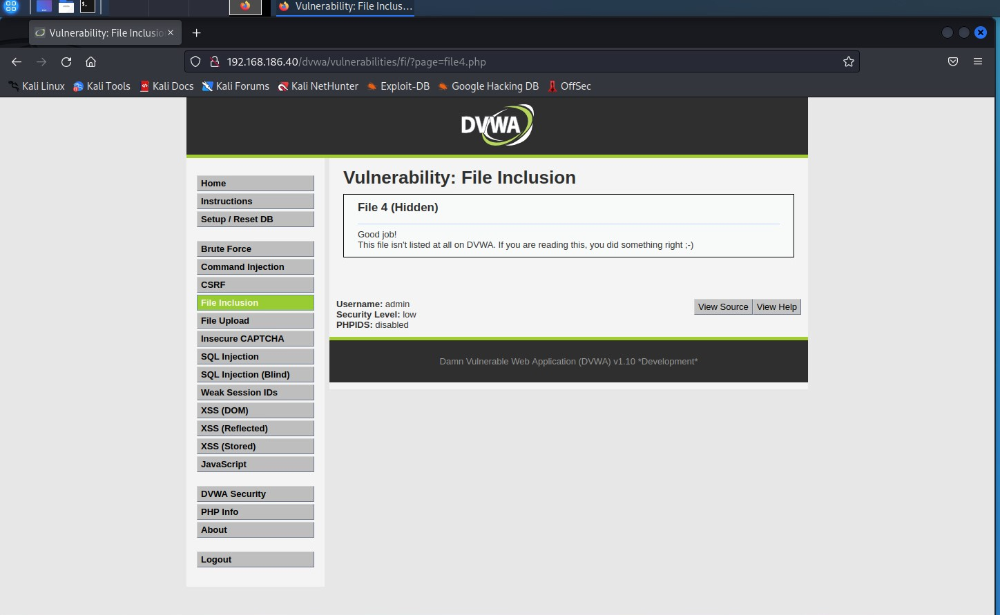 Vulnerability: File Inclus...
Vulnerability: File Inclusio
192.168.186.40/dvwa/vulnerabilities/fi/?page=file4.php
Kali Linux Kali Tools Kali Docs Kali Forums Kali NetHunter Exploit-DB Google Hacking DB OffSec
DVWA
Home
Instructions
Setup / Reset DB
Brute Force
Command Injection
CSRF
File Inclusion
File Upload
Insecure CAPTCHA
SQL Injection
SQL Injection (Blind)
Weak Session IDs
XSS (DOM)
XSS (Reflected)
XSS (Stored)
JavaScript
DVWA Security
PHP Info
About
Logout
Vulnerability: File Inclusion
File 4 (Hidden)
Good job!
This file isn't listed at all on DVWA. If you are reading this, you did something right ;-)
Username: admin
Security Level: low
PHPIDS: disabled
View Source View Help
Damn Vulnerable Web Application (DVWA) v1.10 *Development*